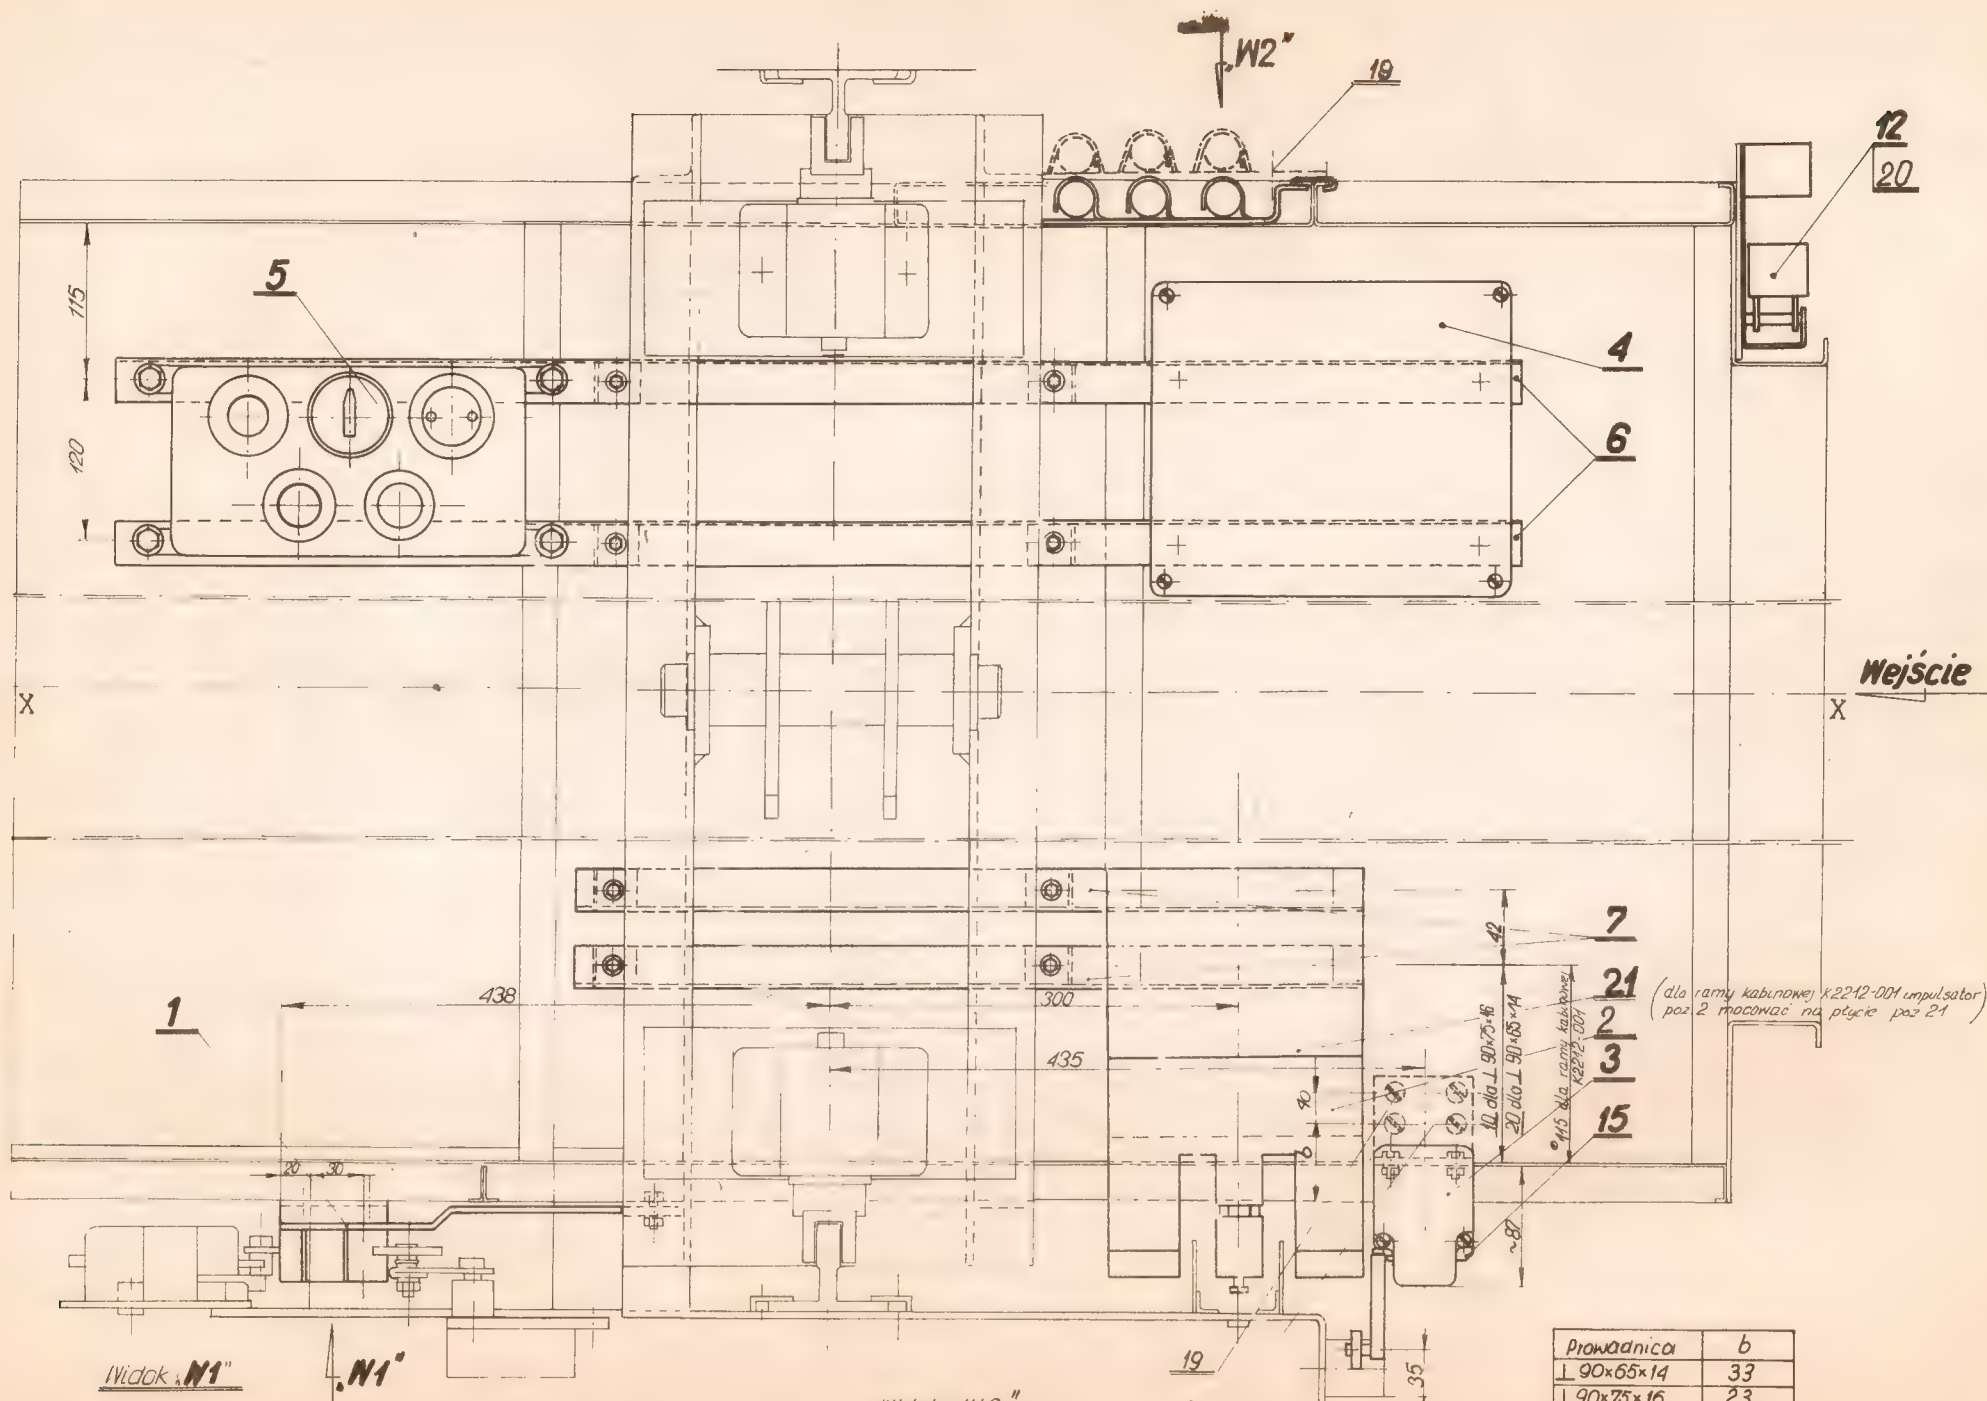 „W2"
19
12
20
5
115
4
120
6
Wejście
X
X
7
42
21
(dla ramy kabinowej K2212-001 impulsator
poz. 2 mocować na płycie poz 21)
438
300
1
2
10 dla ⊥ 90×75×16
20 dla ⊥ 90×65×14
115 dla ramy kabinowej
K2212-001
435
3
40
15
b
20
30
~87
Widok „W1"
„W1"
19
35
Prowadnica b
⊥ 90×65×14 33
⊥ 90×75×16 23